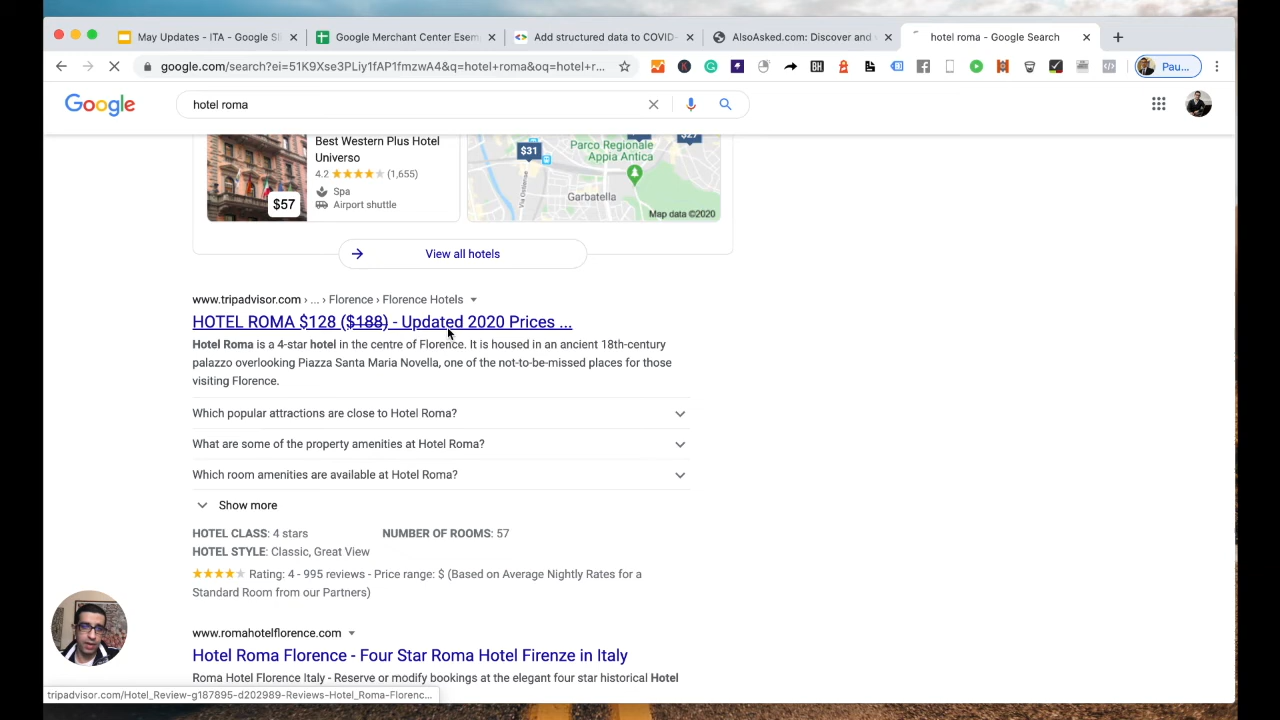 May Updates - ITA - Google Sl
Google Merchant Center Esem
Add structured data to COVID-
AlsoAsked.com: Discover and
hotel roma - Google Search
google.com/search?ei=51K9Xse3PLiy1fAP1fmzwA4&q=hotel+roma&oq=hotel+r...
Pau...
Google
hotel roma
Best Western Plus Hotel
Universo
4.2 (1,655)
Spa
Airport shuttle
$57
$31
$27
Parco Regionale
Appia Antica
Via Ostiense
Garbatella
Map data ©2020
View all hotels
www.tripadvisor.com › ... › Florence › Florence Hotels
HOTEL ROMA $128 ($188) - Updated 2020 Prices ...
Hotel Roma is a 4-star hotel in the centre of Florence. It is housed in an ancient 18th-century
palazzo overlooking Piazza Santa Maria Novella, one of the not-to-be-missed places for those
visiting Florence.
Which popular attractions are close to Hotel Roma?
What are some of the property amenities at Hotel Roma?
Which room amenities are available at Hotel Roma?
Show more
HOTEL CLASS: 4 stars NUMBER OF ROOMS: 57
HOTEL STYLE: Classic, Great View
Rating: 4 - 995 reviews - Price range: $ (Based on Average Nightly Rates for a
Standard Room from our Partners)
www.romahotelflorence.com
Hotel Roma Florence - Four Star Roma Hotel Firenze in Italy
Roma Hotel Florence Italy - Reserve or modify bookings at the elegant four star historical Hotel
tripadvisor.com/Hotel_Review-g187895-d202989-Reviews-Hotel_Roma-Florenc...